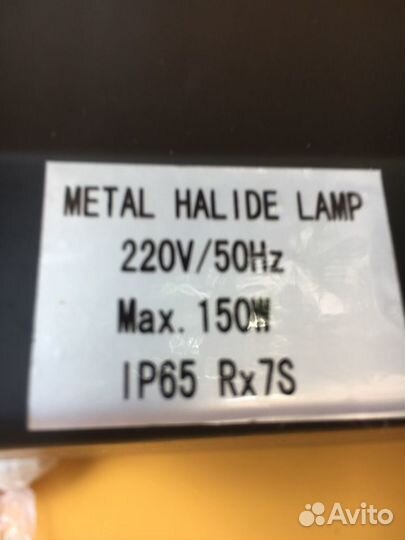 METAL HALIDE LAMP
220V/50Hz
Max. 150W
IP65 Rx7S
Avito